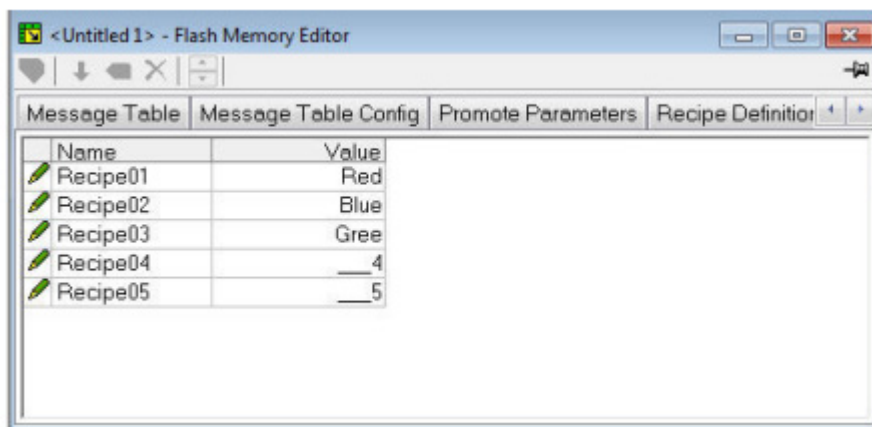 <Untitled 1> - Flash Memory Editor
Message Table Message Table Config Promote Parameters Recipe Definition
Name Value
Recipe01 Red
Recipe02 Blue
Recipe03 Gree
Recipe04 ___4
Recipe05 ___5